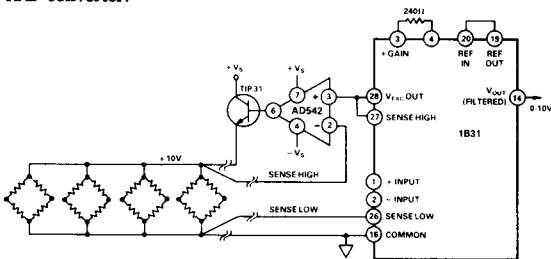 240Ω
3
4
20
19
+ GAIN
REF IN
REF OUT
+ Vs
TIP 31
+ Vs
7
+
3
6
AD542
4
−
2
− Vs
28
VEXC OUT
27
SENSE HIGH
VOUT
(FILTERED)
14
0-10V
1B31
+ 10V
SENSE HIGH
1
+ INPUT
2
− INPUT
SENSE LOW
26
SENSE LOW
16
COMMON